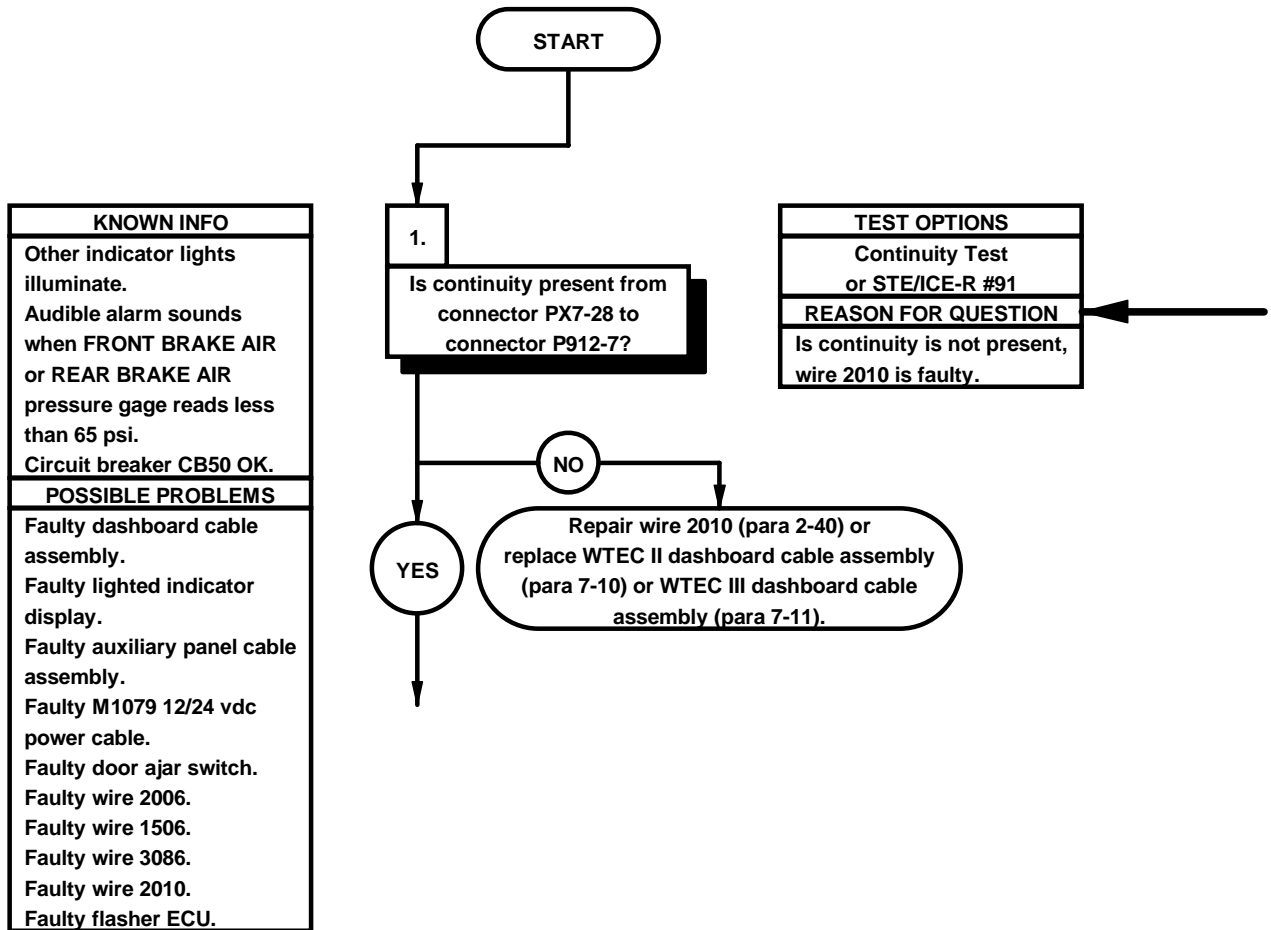 START
KNOWN INFO
Other indicator lights
illuminate.
Audible alarm sounds
when FRONT BRAKE AIR
or REAR BRAKE AIR
pressure gage reads less
than 65 psi.
Circuit breaker CB50 OK.
POSSIBLE PROBLEMS
Faulty dashboard cable
assembly.
Faulty lighted indicator
display.
Faulty auxiliary panel cable
assembly.
Faulty M1079 12/24 vdc
power cable.
Faulty door ajar switch.
Faulty wire 2006.
Faulty wire 1506.
Faulty wire 3086.
Faulty wire 2010.
Faulty flasher ECU.
1.
Is continuity present from
connector PX7-28 to
connector P912-7?
NO
YES
Repair wire 2010 (para 2-40) or
replace WTEC II dashboard cable assembly
(para 7-10) or WTEC III dashboard cable
assembly (para 7-11).
TEST OPTIONS
Continuity Test
or STE/ICE-R #91
REASON FOR QUESTION
Is continuity is not present,
wire 2010 is faulty.